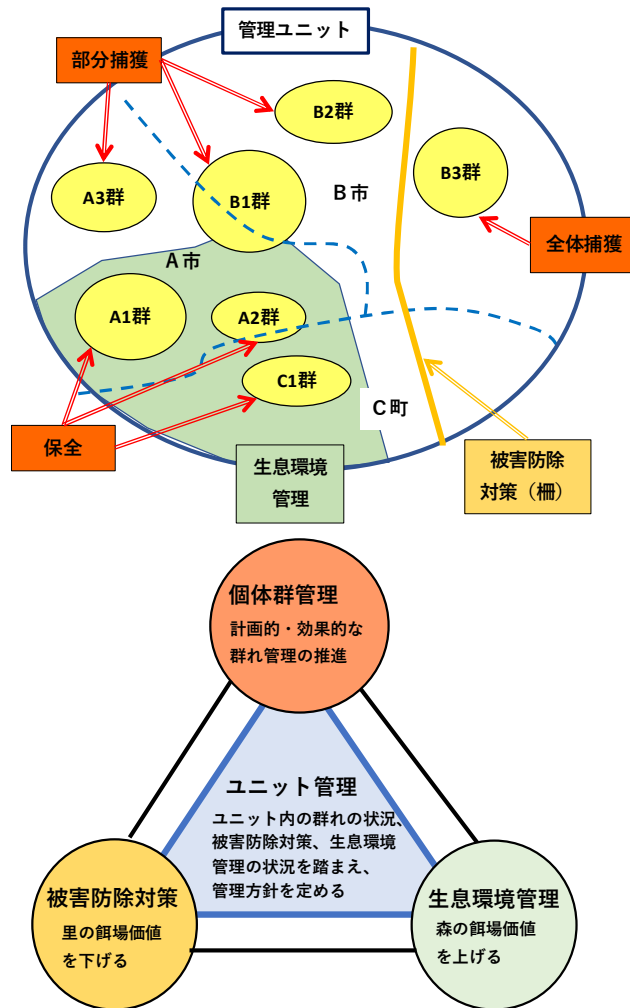 管理ユニット
部分捕獲
B2群
B3群
A3群
B1群
B市
全体捕獲
A市
A1群
A2群
C1群
C町
保全
生息環境
管理
被害防除
対策（柵）
個体群管理
計画的・効果的な
群れ管理の推進
ユニット管理
ユニット内の群れの状況、
被害防除対策、生息環境
管理の状況を踏まえ、
管理方針を定める
被害防除対策
里の餌場価値
を下げる
生息環境管理
森の餌場価値
を上げる